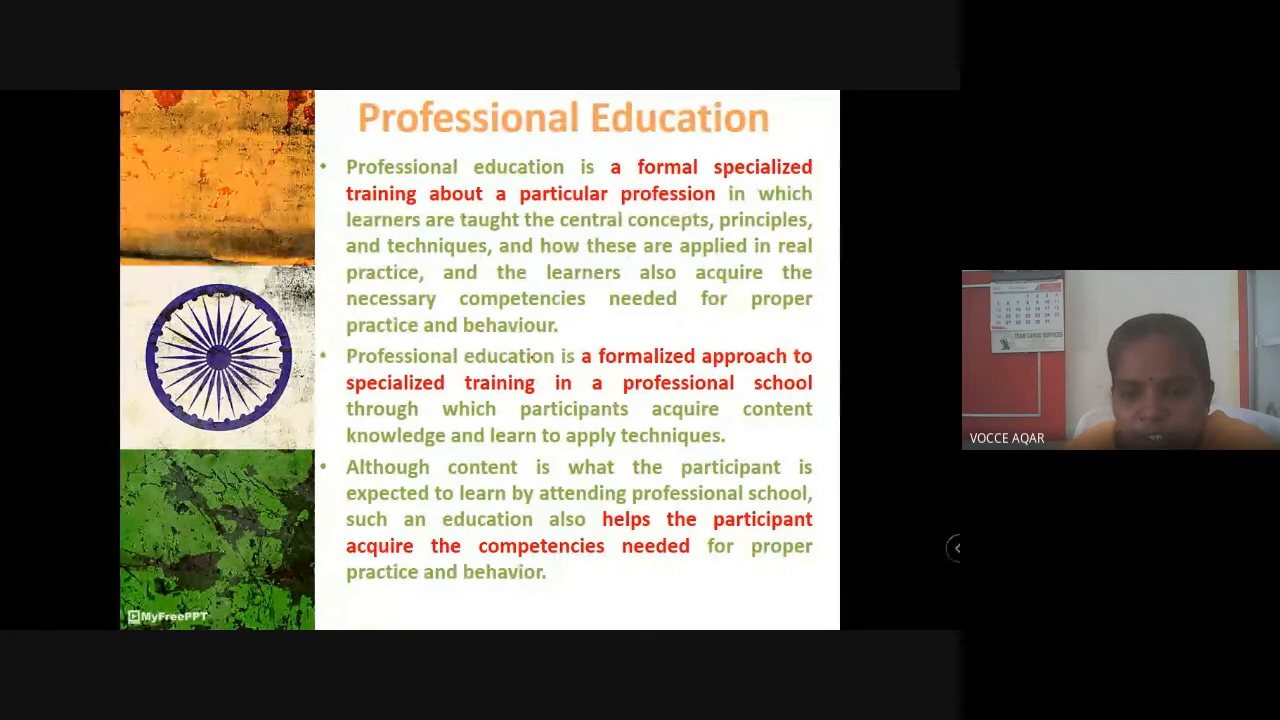 Professional Education
• Professional education is a formal specialized
training about a particular profession in which
learners are taught the central concepts, principles,
and techniques, and how these are applied in real
practice, and the learners also acquire the
necessary competencies needed for proper
practice and behaviour.
• Professional education is a formalized approach to
specialized training in a professional school
through which participants acquire content
knowledge and learn to apply techniques.
• Although content is what the participant is
expected to learn by attending professional school,
such an education also helps the participant
acquire the competencies needed for proper
practice and behavior.
MyFreePPT
TEAM CARGO SERVICES
VOCCE AQAR